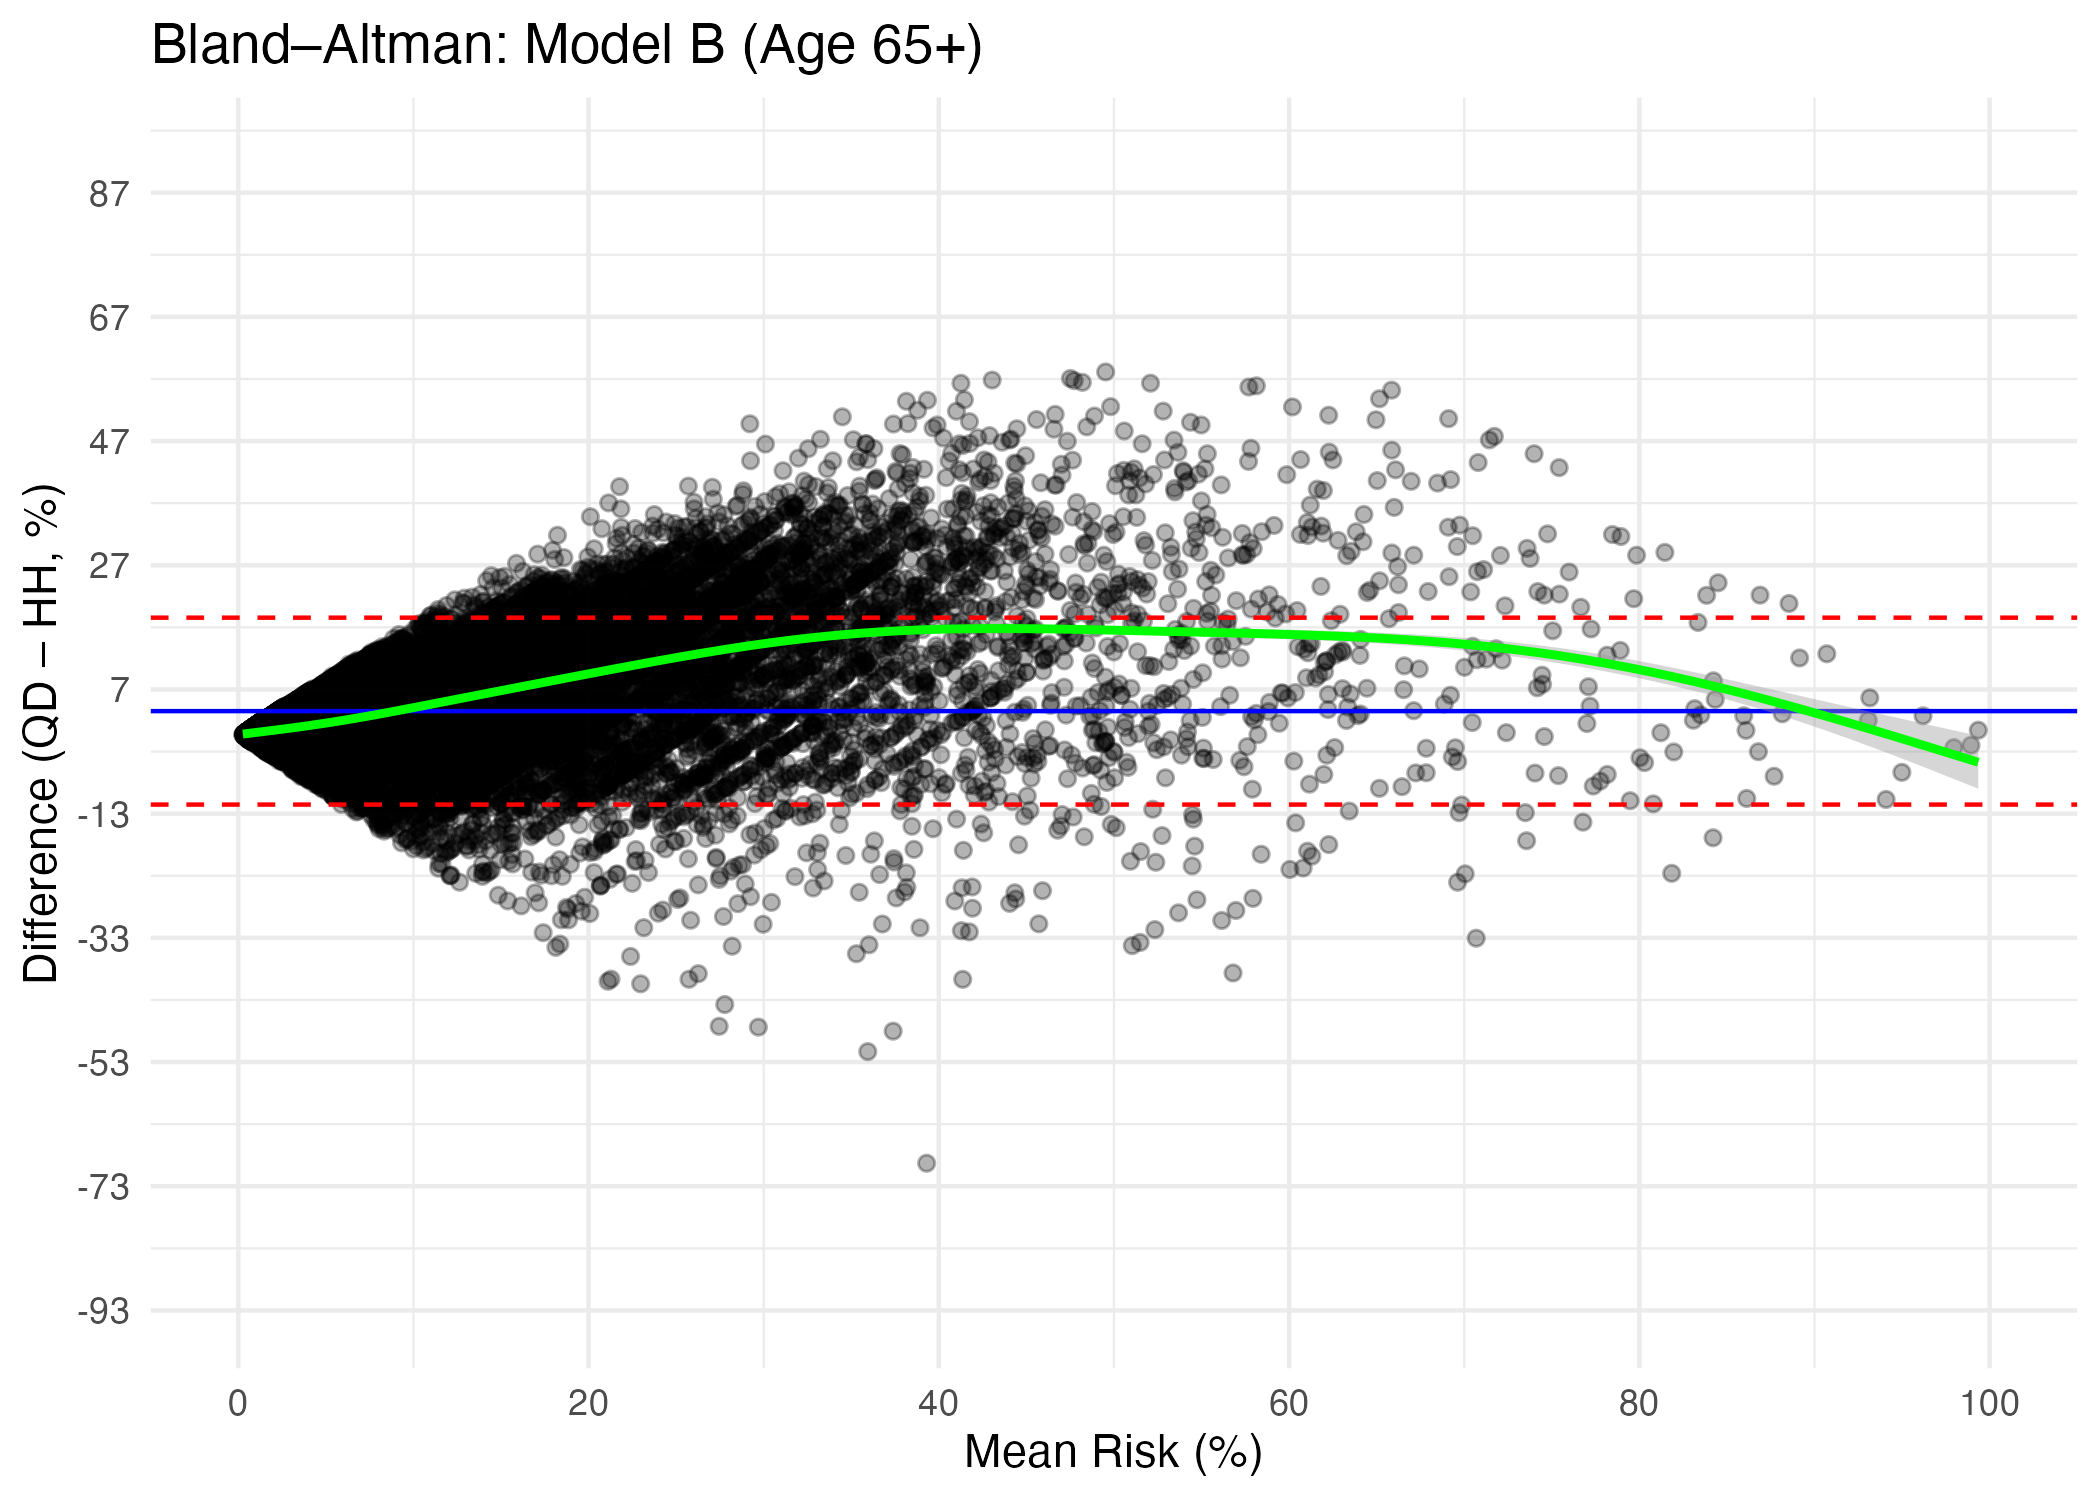 Bland–Altman: Model B (Age 65+)
Difference (QD – HH, %)
87
67
47
27
7
-13
-33
-53
-73
-93
0 20 40 60 80 100
Mean Risk (%)